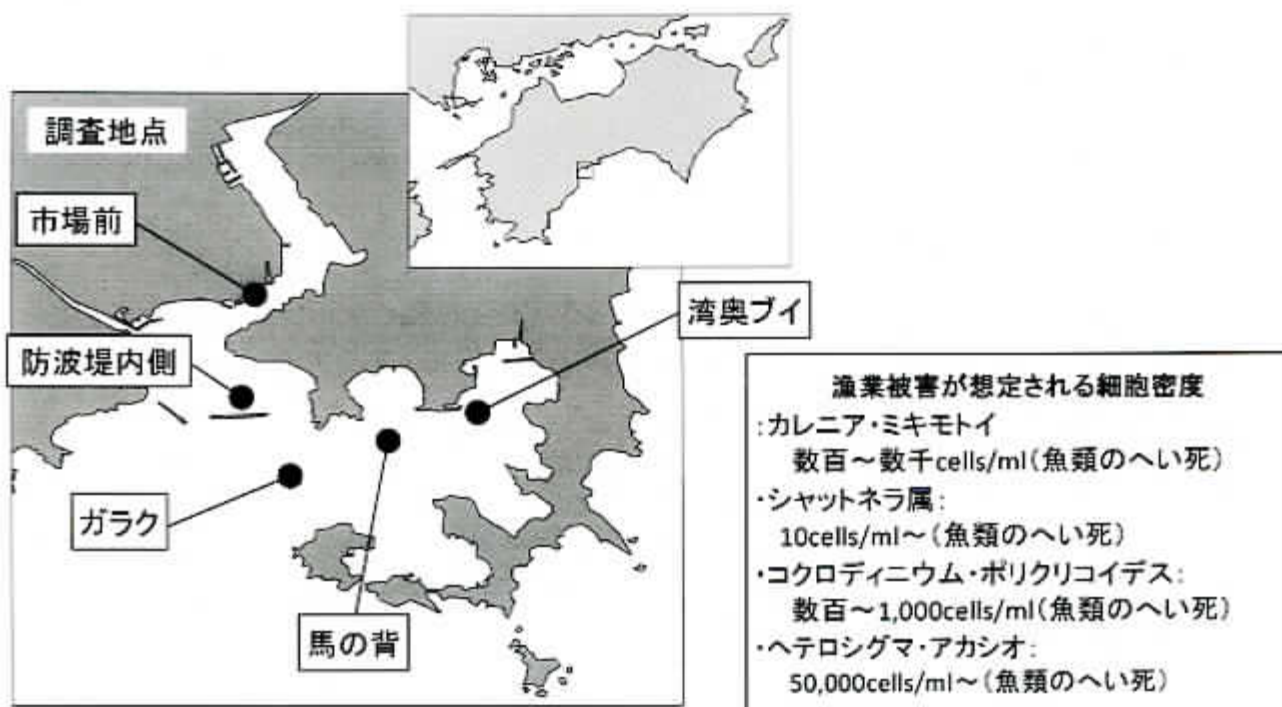 調査地点
市場前
湾奥ブイ
防波堤内側
ガラク
馬の背
漁業被害が想定される細胞密度
:カレニア・ミキモトイ
数百～数千cells/ml(魚類のへい死)
・シャットネラ属:
10cells/ml～(魚類のへい死)
・コクロディニウム・ポリクリコイデス:
数百～1,000cells/ml(魚類のへい死)
・ヘテロシグマ・アカシオ:
50,000cells/ml～(魚類のへい死)